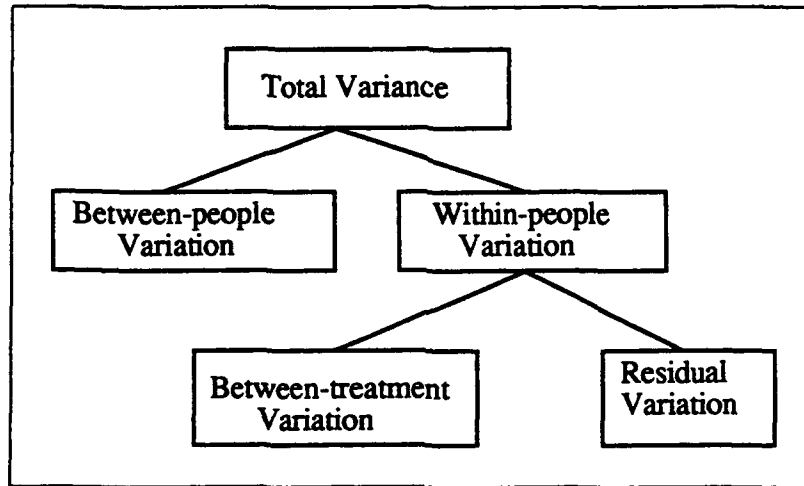 Total Variance
Between-people
Variation
Within-people
Variation
Between-treatment
Variation
Residual
Variation